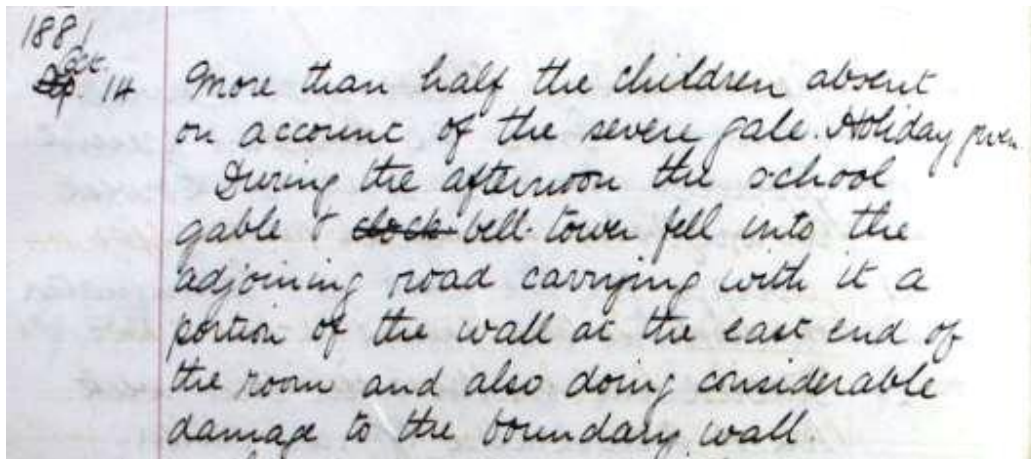 1881
Oct.
Sep. 14 More than half the children absent
on account of the severe gale. Holiday given
During the afternoon the school
gable & clock bell-tower fell into the
adjoining road carrying with it a
portion of the wall at the east end of
the room and also doing considerable
damage to the boundary wall